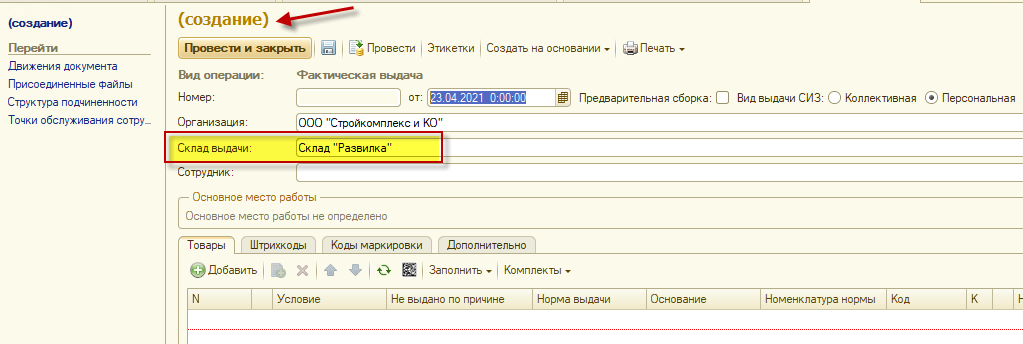 (создание)
Перейти
Движения документа
Присоединенные файлы
Структура подчиненности
Точки обслуживания сотру...
(создание)
Провести и закрыть Провести Этикетки Создать на основании Печать
Вид операции: Фактическая выдача
Номер: от: 23.04.2021 0:00:00 Предварительная сборка: Вид выдачи СИЗ: Коллективная Персональная
Организация: ООО "Стройкомплекс и КО"
Склад выдачи: Склад "Развилка"
Сотрудник:
Основное место работы
Основное место работы не определено
Товары Штрихкоды Коды маркировки Дополнительно
Добавить Заполнить Комплекты
N Условие Не выдано по причине Норма выдачи Основание Номенклатура нормы Код К